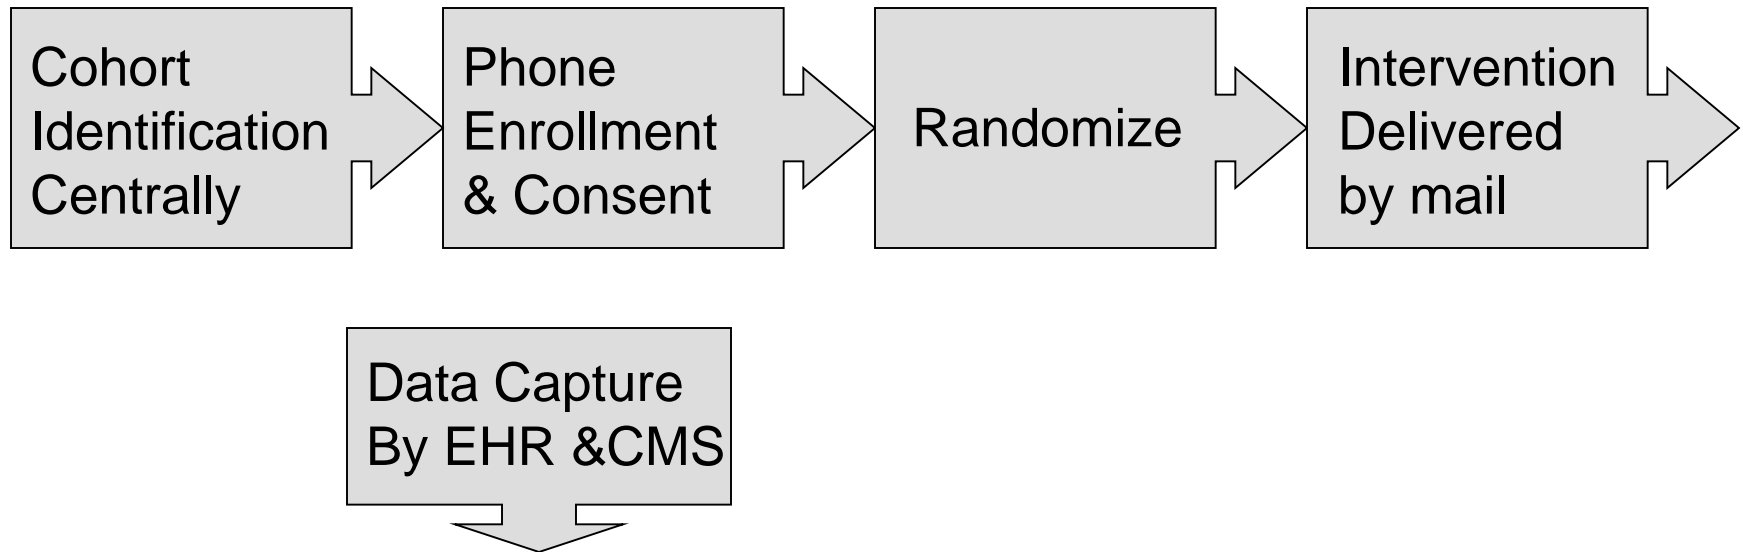 Cohort
Identification
Centrally
Phone
Enrollment
& Consent
Randomize
Intervention
Delivered
by mail
Data Capture
By EHR &CMS